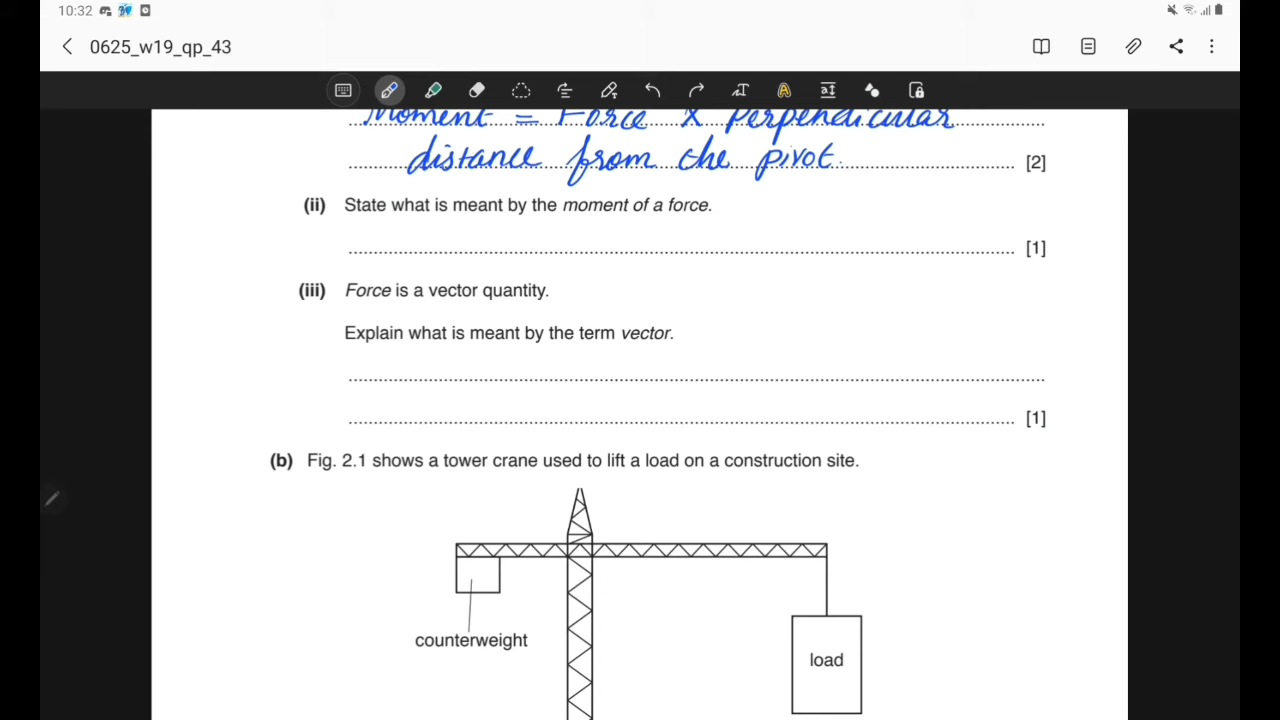 10:32
0625_w19_qp_43
Moment = Force x Perpendicular
distance from the pivot. [2]
(ii) State what is meant by the moment of a force.
[1]
(iii) Force is a vector quantity.
Explain what is meant by the term vector.
[1]
(b) Fig. 2.1 shows a tower crane used to lift a load on a construction site.
counterweight
load